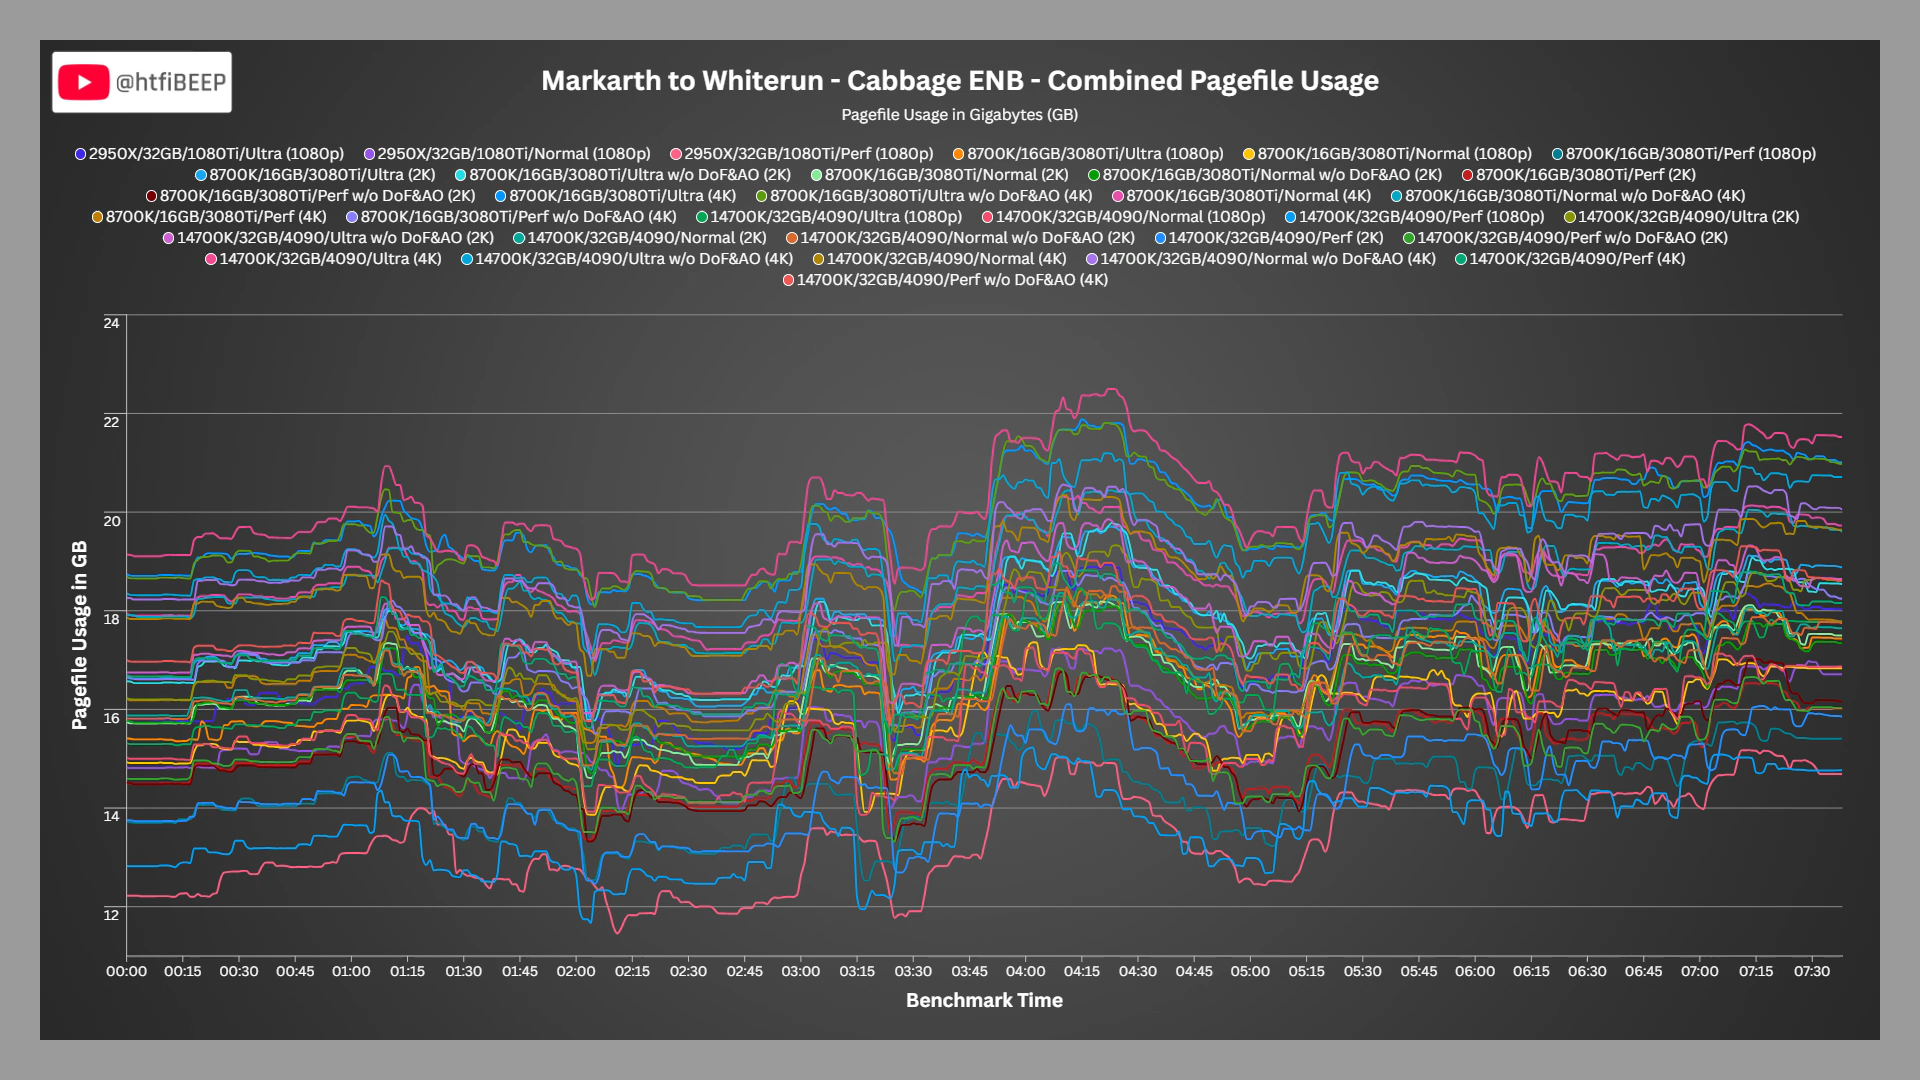 @htfiBEEP
Markarth to Whiterun - Cabbage ENB - Combined Pagefile Usage
Pagefile Usage in Gigabytes (GB)
2950X/32GB/1080Ti/Ultra (1080p) 2950X/32GB/1080Ti/Normal (1080p) 2950X/32GB/1080Ti/Perf (1080p) 8700K/16GB/3080Ti/Ultra (1080p) 8700K/16GB/3080Ti/Normal (1080p) 8700K/16GB/3080Ti/Perf (1080p)
8700K/16GB/3080Ti/Ultra (2K) 8700K/16GB/3080Ti/Ultra w/o DoF&AO (2K) 8700K/16GB/3080Ti/Normal (2K) 8700K/16GB/3080Ti/Normal w/o DoF&AO (2K) 8700K/16GB/3080Ti/Perf (2K)
8700K/16GB/3080Ti/Perf w/o DoF&AO (2K) 8700K/16GB/3080Ti/Ultra (4K) 8700K/16GB/3080Ti/Ultra w/o DoF&AO (4K) 8700K/16GB/3080Ti/Normal (4K) 8700K/16GB/3080Ti/Normal w/o DoF&AO (4K)
8700K/16GB/3080Ti/Perf (4K) 8700K/16GB/3080Ti/Perf w/o DoF&AO (4K) 14700K/32GB/4090/Ultra (1080p) 14700K/32GB/4090/Normal (1080p) 14700K/32GB/4090/Perf (1080p) 14700K/32GB/4090/Ultra (2K)
14700K/32GB/4090/Ultra w/o DoF&AO (2K) 14700K/32GB/4090/Normal (2K) 14700K/32GB/4090/Normal w/o DoF&AO (2K) 14700K/32GB/4090/Perf (2K) 14700K/32GB/4090/Perf w/o DoF&AO (2K)
14700K/32GB/4090/Ultra (4K) 14700K/32GB/4090/Ultra w/o DoF&AO (4K) 14700K/32GB/4090/Normal (4K) 14700K/32GB/4090/Normal w/o DoF&AO (4K) 14700K/32GB/4090/Perf (4K)
14700K/32GB/4090/Perf w/o DoF&AO (4K)
Pagefile Usage in GB
24
22
20
18
16
14
12
00:00 00:15 00:30 00:45 01:00 01:15 01:30 01:45 02:00 02:15 02:30 02:45 03:00 03:15 03:30 03:45 04:00 04:15 04:30 04:45 05:00 05:15 05:30 05:45 06:00 06:15 06:30 06:45 07:00 07:15 07:30
Benchmark Time